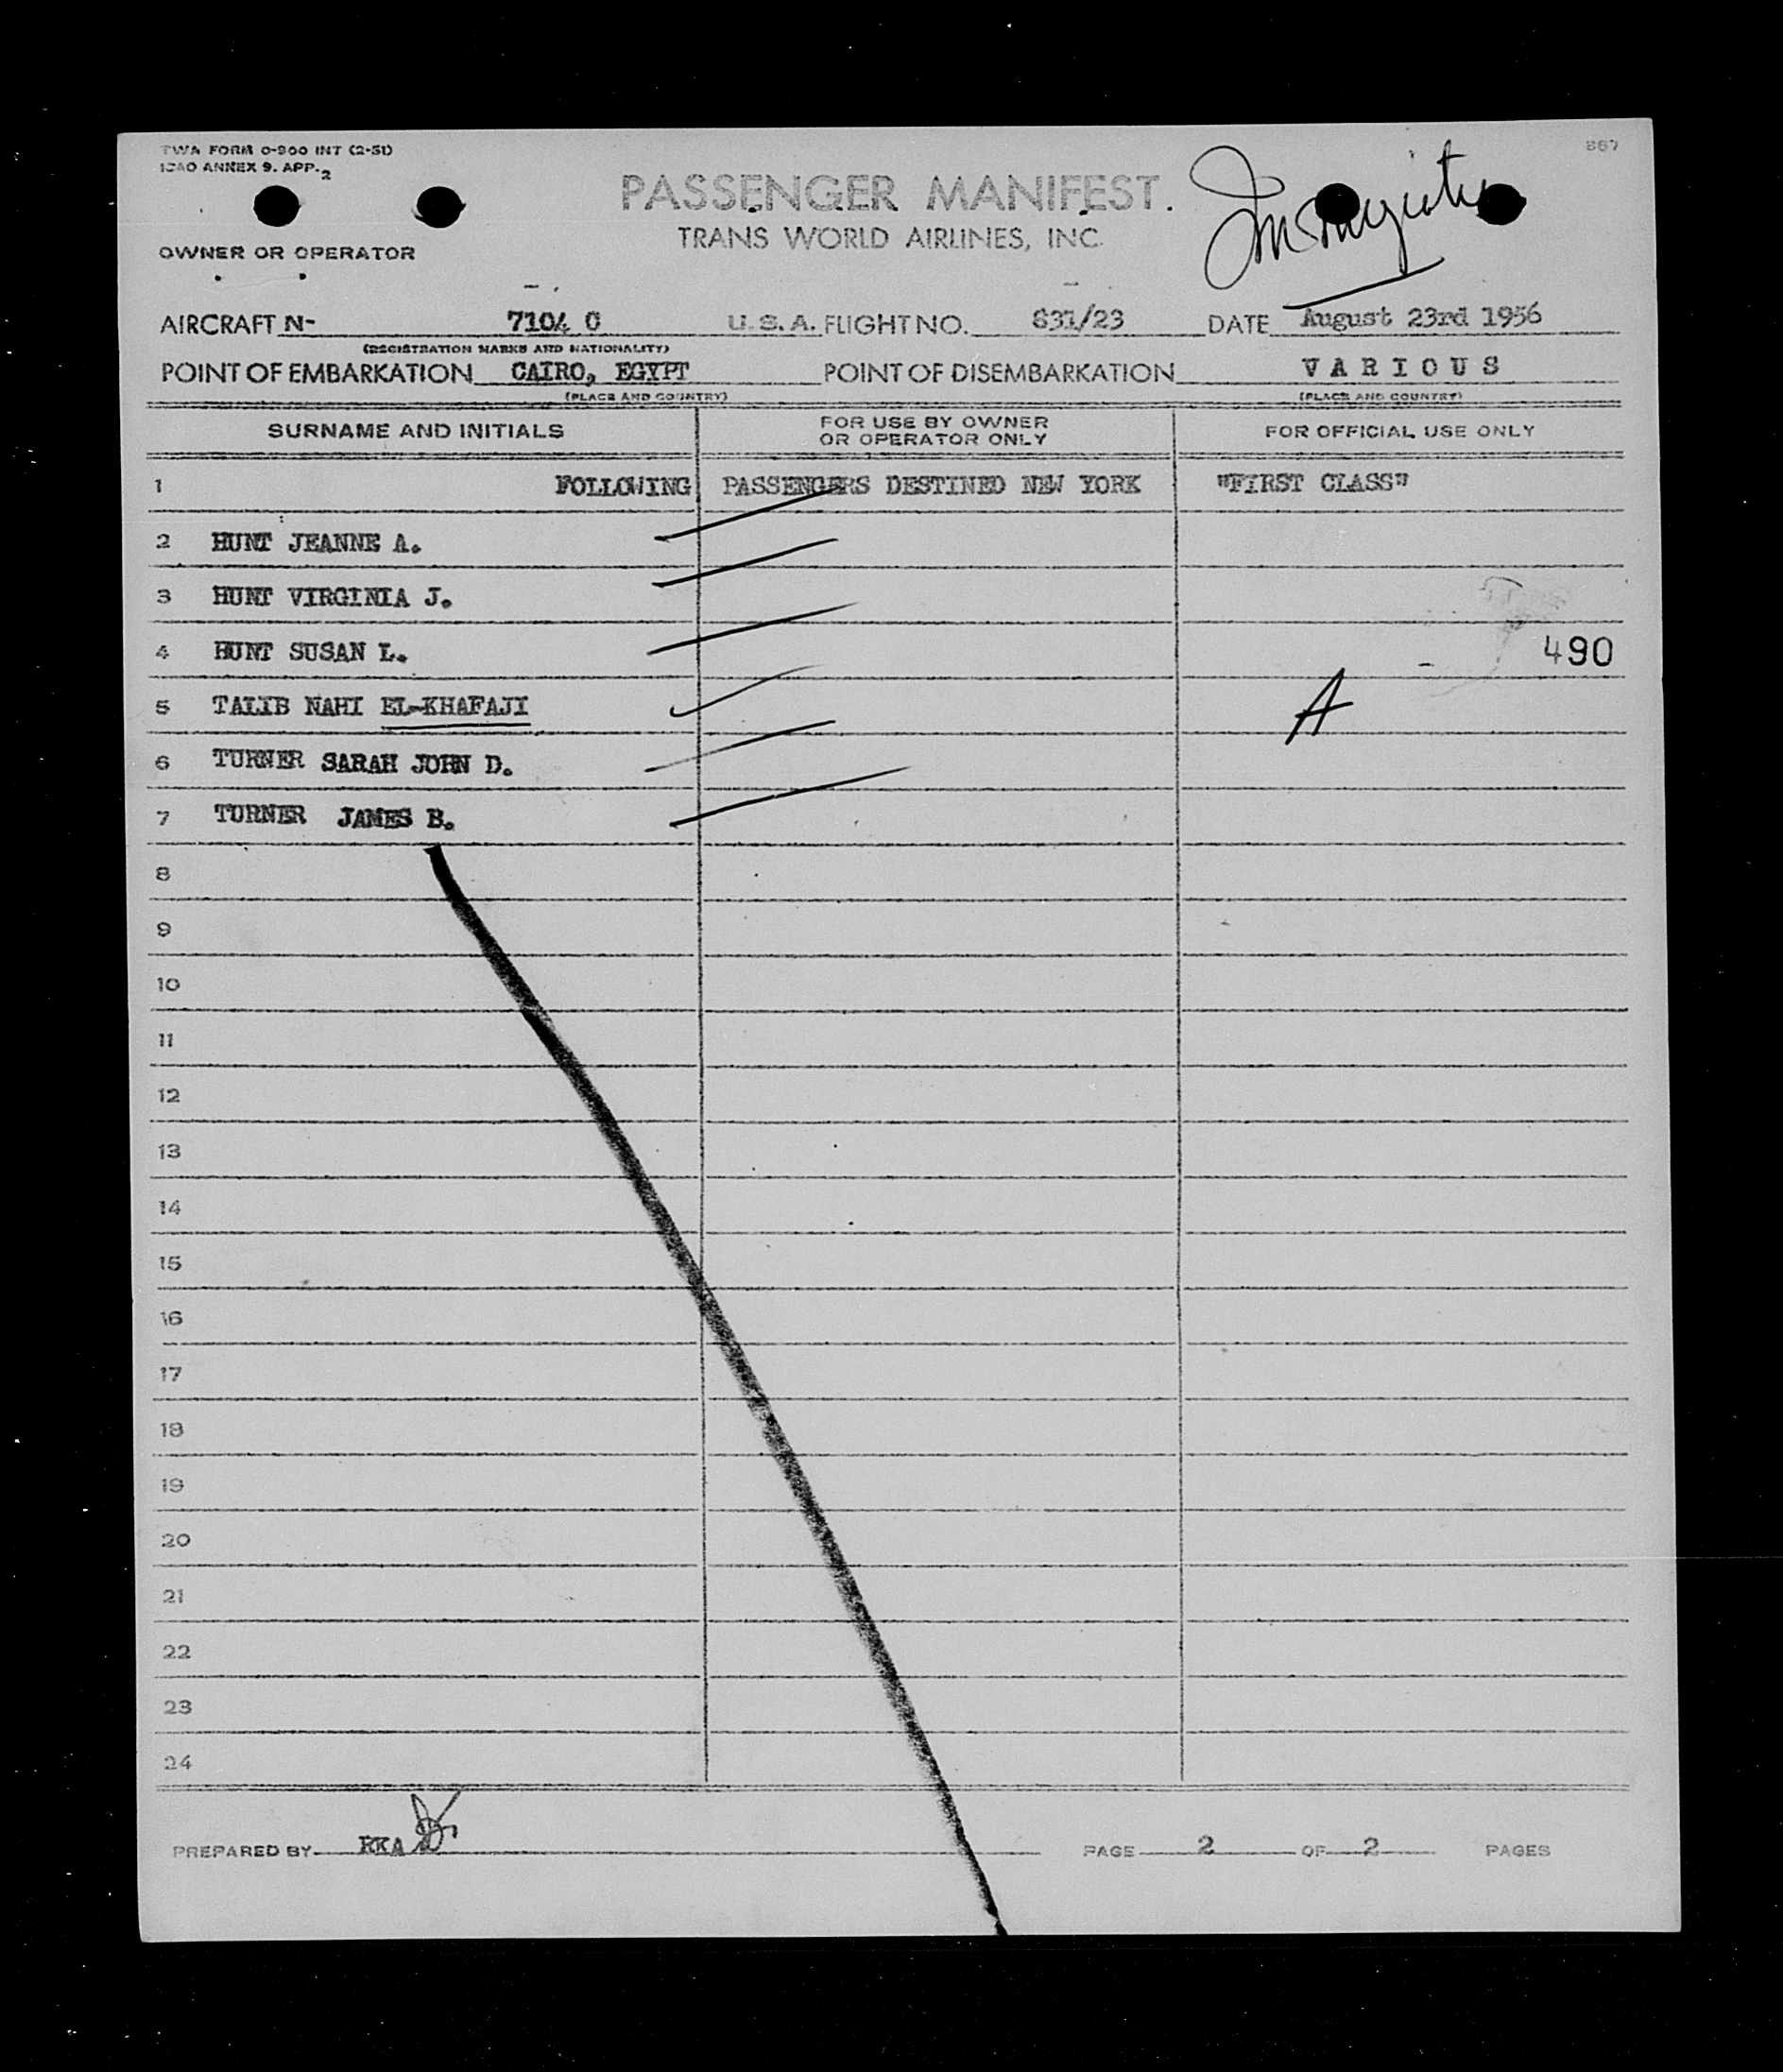 TWA FORM O-900 INT (2-51)
ICAO ANNEX 9. APP. 2
867
PASSENGER MANIFEST.
TRANS WORLD AIRLINES, INC.
OWNER OR OPERATOR
AIRCRAFT N- 7104 C U.S.A. FLIGHT NO. 831/23 DATE August 23rd 1956
(REGISTRATION MARKS AND NATIONALITY)
POINT OF EMBARKATION CAIRO, EGYPT POINT OF DISEMBARKATION VARIOUS
(PLACE AND COUNTRY) (PLACE AND COUNTRY)
SURNAME AND INITIALS FOR USE BY OWNER OR OPERATOR ONLY FOR OFFICIAL USE ONLY
1 FOLLOWING PASSENGERS DESTINED NEW YORK "FIRST CLASS"
2 HUNT JEANNE A.
3 HUNT VIRGINIA J.
4 HUNT SUSAN L. 490
5 TALIB NAHI EL-KHAFAJI A
6 TURNER SARAH JOHN D.
7 TURNER JAMES B.
8
9
10
11
12
13
14
15
16
17
18
19
20
21
22
23
24
PREPARED BY RKA PAGE 2 OF 2 PAGES